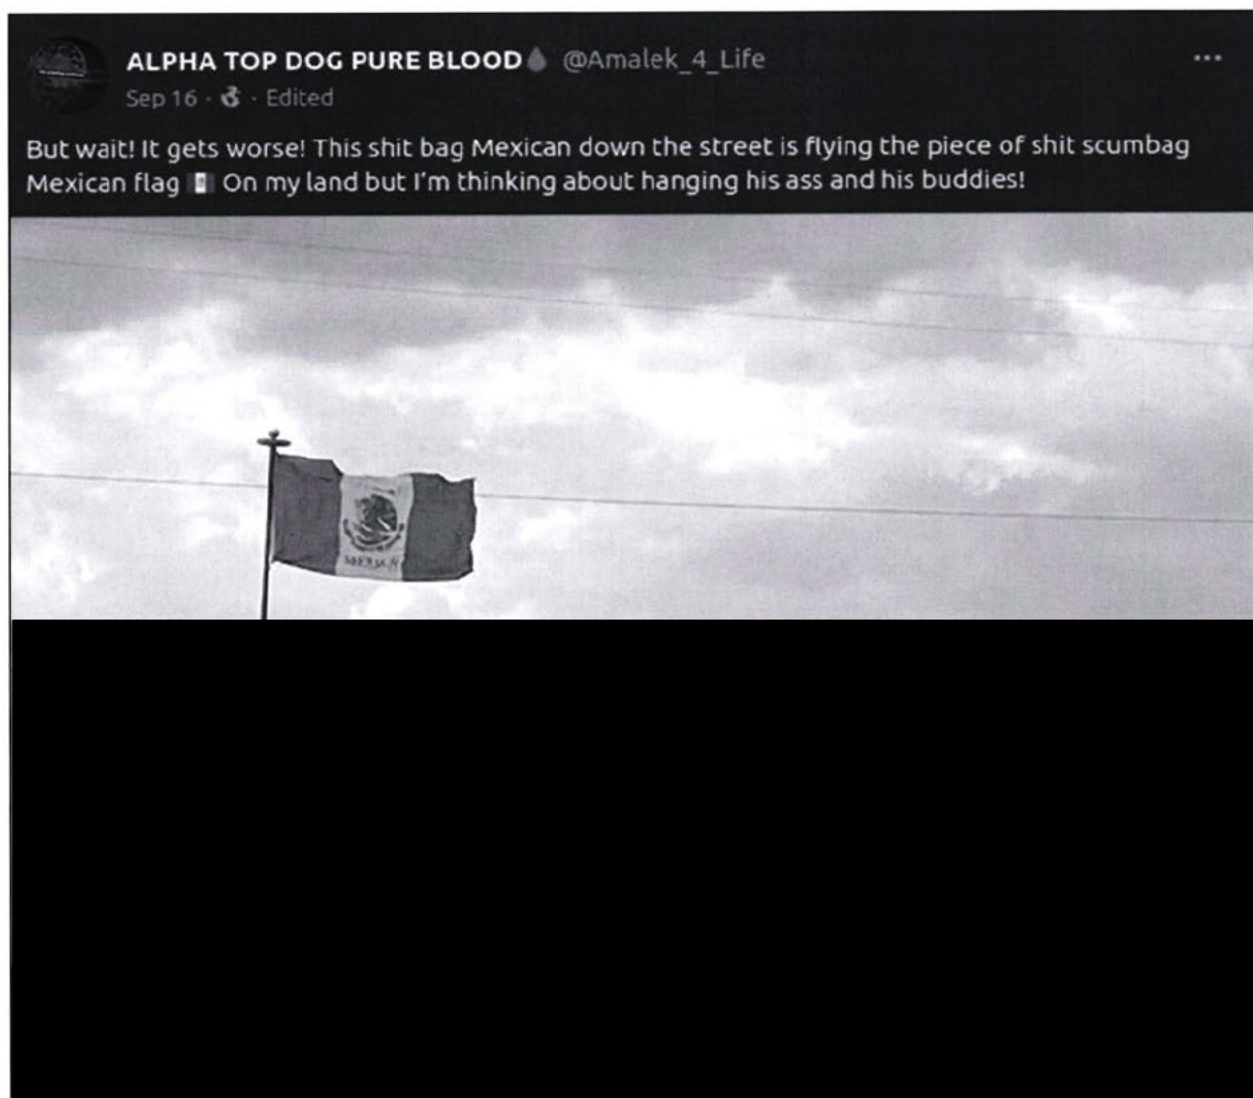 ALPHA TOP DOG PURE BLOOD🩸 @Amalek_4_Life ...
Sep 16 · · Edited
But wait! It gets worse! This shit bag Mexican down the street is flying the piece of shit scumbag
Mexican flag 🇲🇽 On my land but I'm thinking about hanging his ass and his buddies!